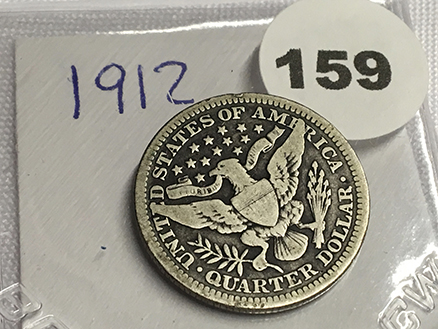 1912
159
UNITED STATES OF AMERICA
QUARTER DOLLAR